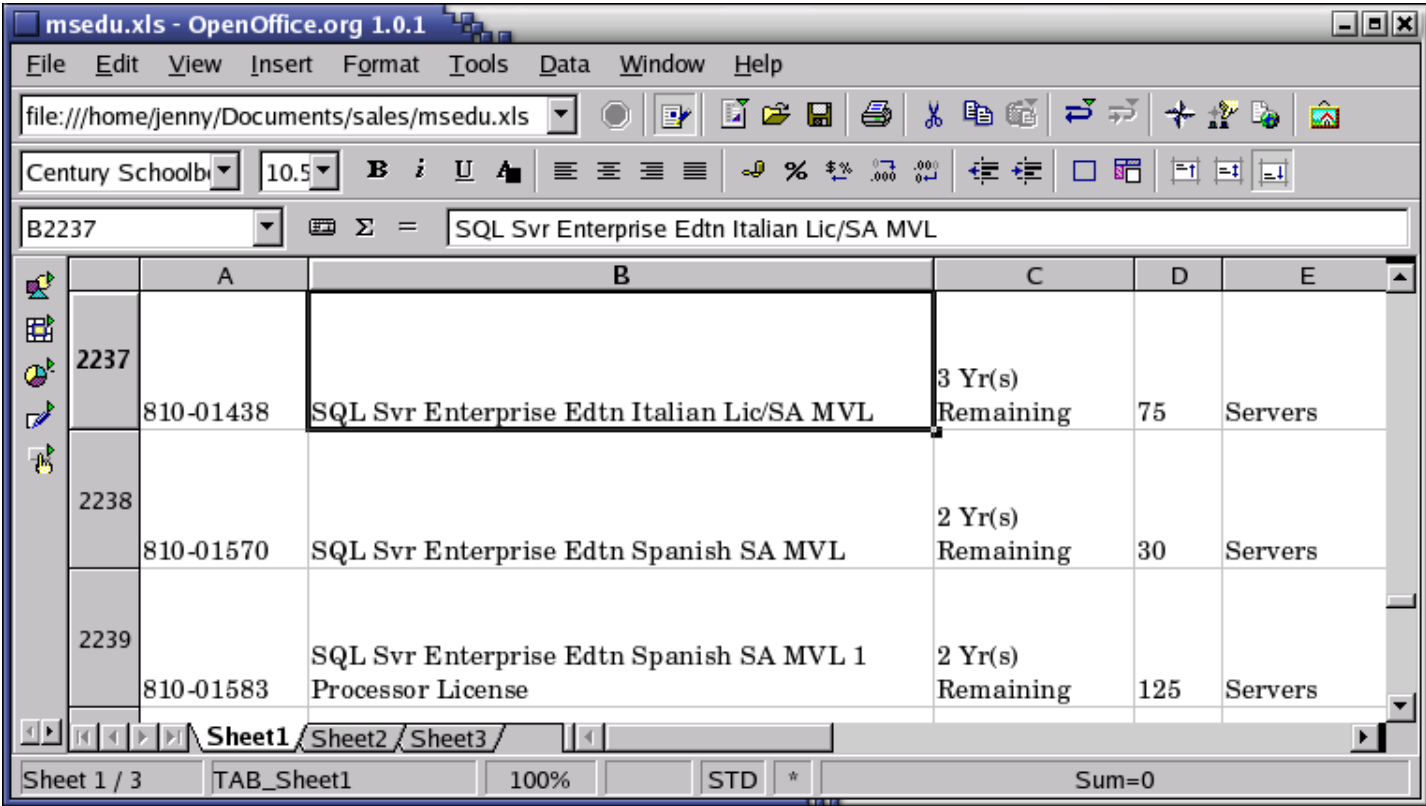 msedu.xls - OpenOffice.org 1.0.1
File Edit View Insert Format Tools Data Window Help
file:///home/jenny/Documents/sales/msedu.xls
Century Schoolb 10.5 B i U A % $% .000 .000
B2237 Σ = SQL Svr Enterprise Edtn Italian Lic/SA MVL
A B C D E
2237 810-01438 SQL Svr Enterprise Edtn Italian Lic/SA MVL 3 Yr(s) Remaining 75 Servers
2238 810-01570 SQL Svr Enterprise Edtn Spanish SA MVL 2 Yr(s) Remaining 30 Servers
2239 810-01583 SQL Svr Enterprise Edtn Spanish SA MVL 1 Processor License 2 Yr(s) Remaining 125 Servers
Sheet1 Sheet2 Sheet3
Sheet 1 / 3 TAB_Sheet1 100% STD * Sum=0